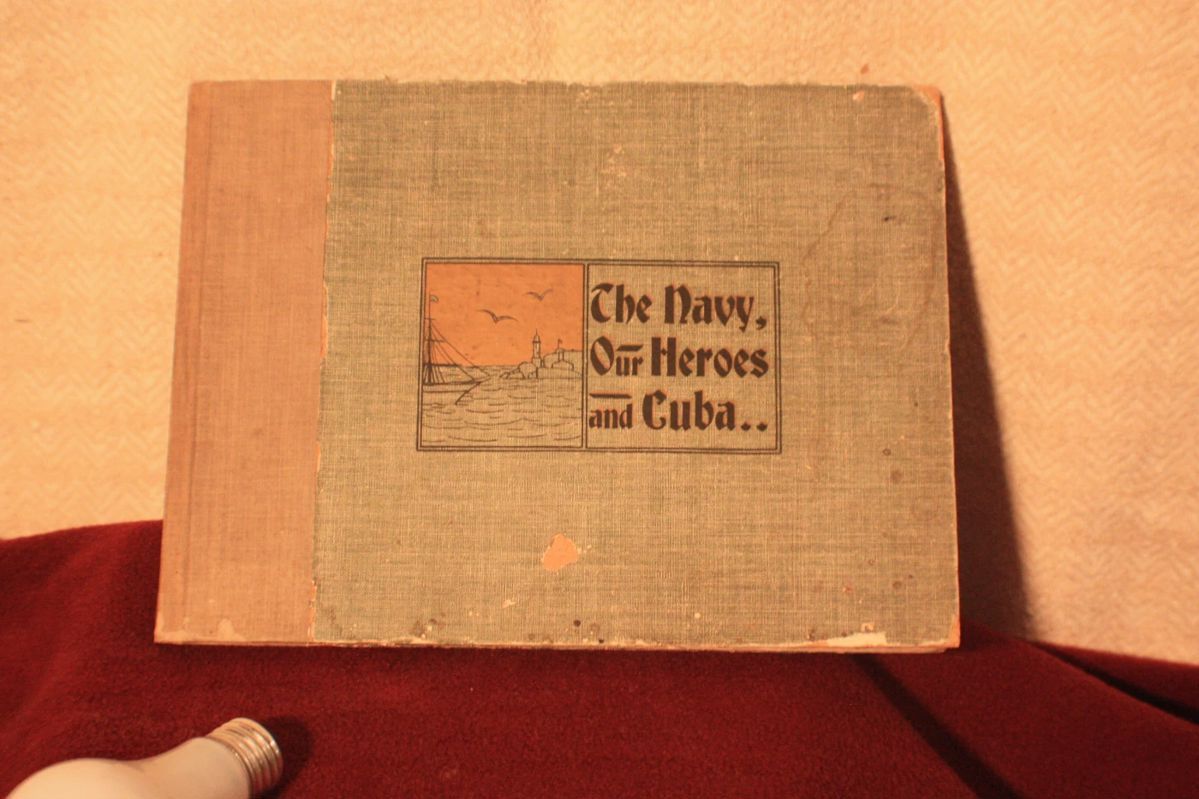 The Navy,
Our Heroes
and Cuba..